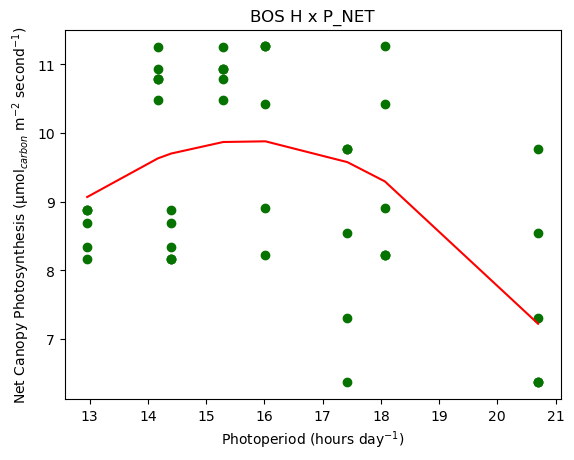 BOS H x P_NET
Net Canopy Photosynthesis (μmol_{carbon} m^{−2} second^{−1})
11
10
9
8
7
13 14 15 16 17 18 19 20 21
Photoperiod (hours day^{−1})